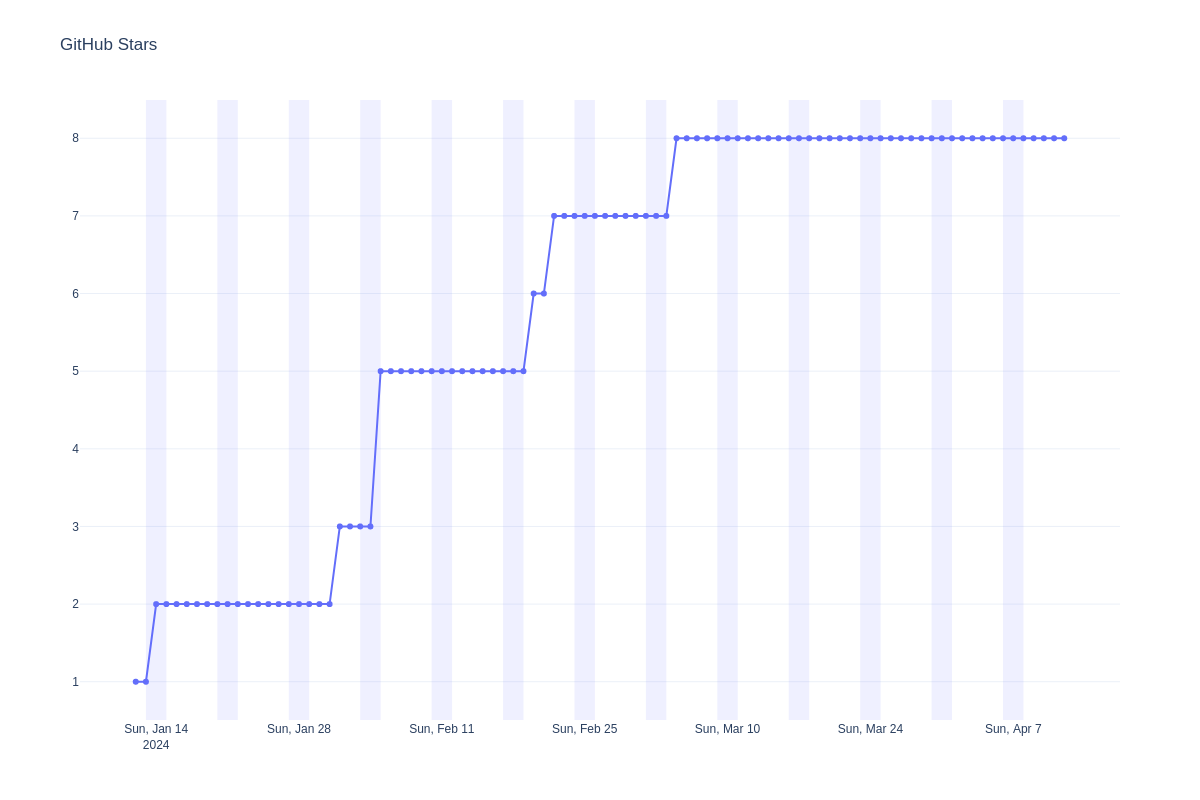 GitHub Stars
8
7
6
5
4
3
2
1
Sun, Jan 14
2024
Sun, Jan 28
Sun, Feb 11
Sun, Feb 25
Sun, Mar 10
Sun, Mar 24
Sun, Apr 7